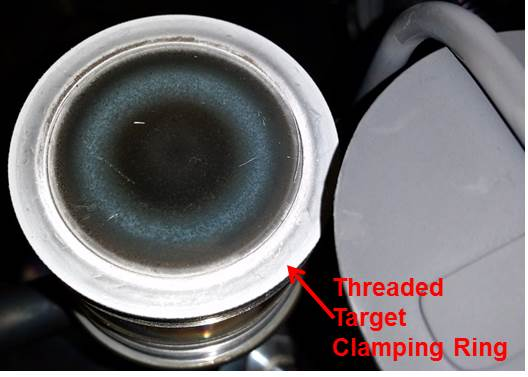 Threaded
Target
Clamping Ring